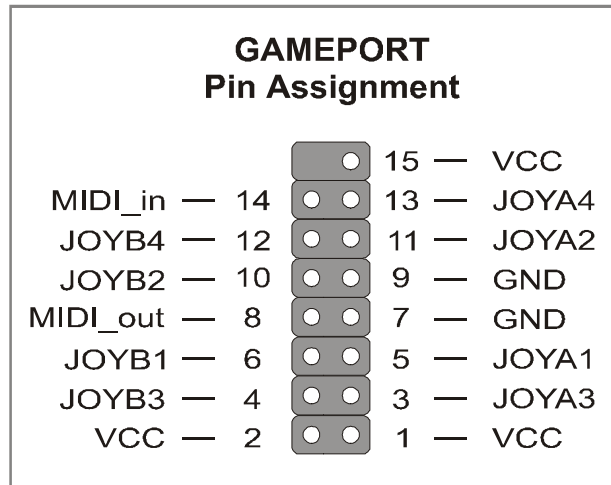 GAMEPORT
Pin Assignment
15 — VCC
MIDI_in — 14 13 — JOYA4
JOYB4 — 12 11 — JOYA2
JOYB2 — 10 9 — GND
MIDI_out — 8 7 — GND
JOYB1 — 6 5 — JOYA1
JOYB3 — 4 3 — JOYA3
VCC — 2 1 — VCC